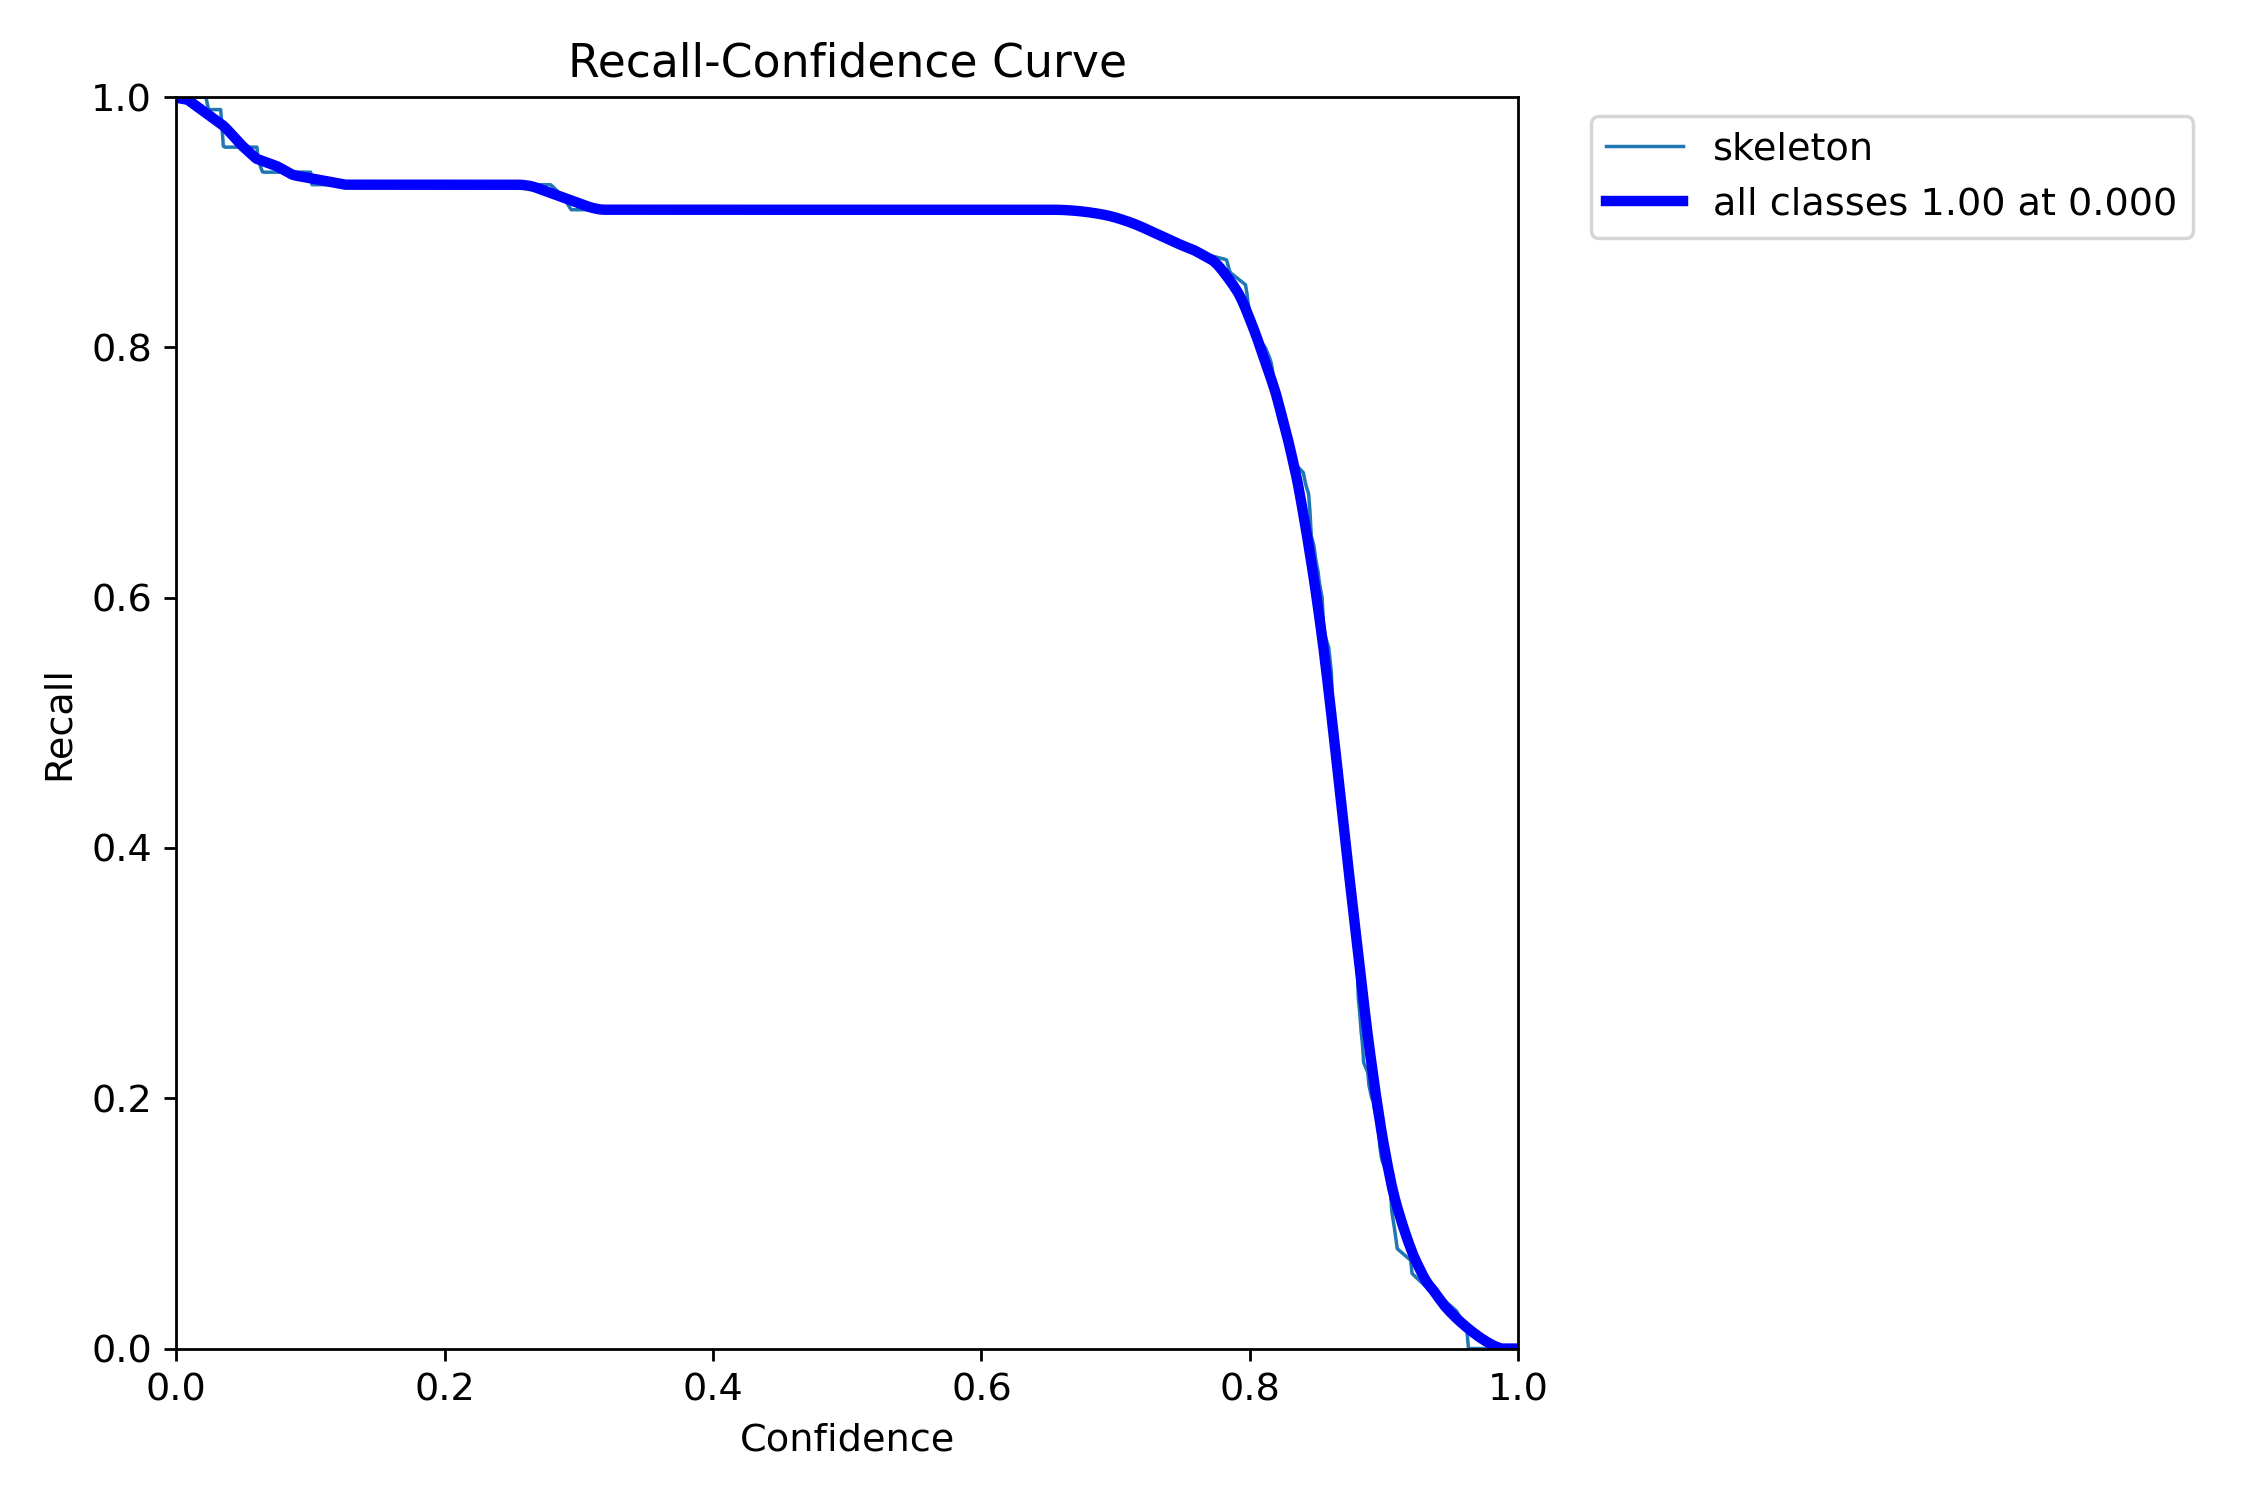 Recall-Confidence Curve
1.0
0.8
0.6
0.4
0.2
0.0
Recall
0.0 0.2 0.4 0.6 0.8 1.0
Confidence
skeleton
all classes 1.00 at 0.000